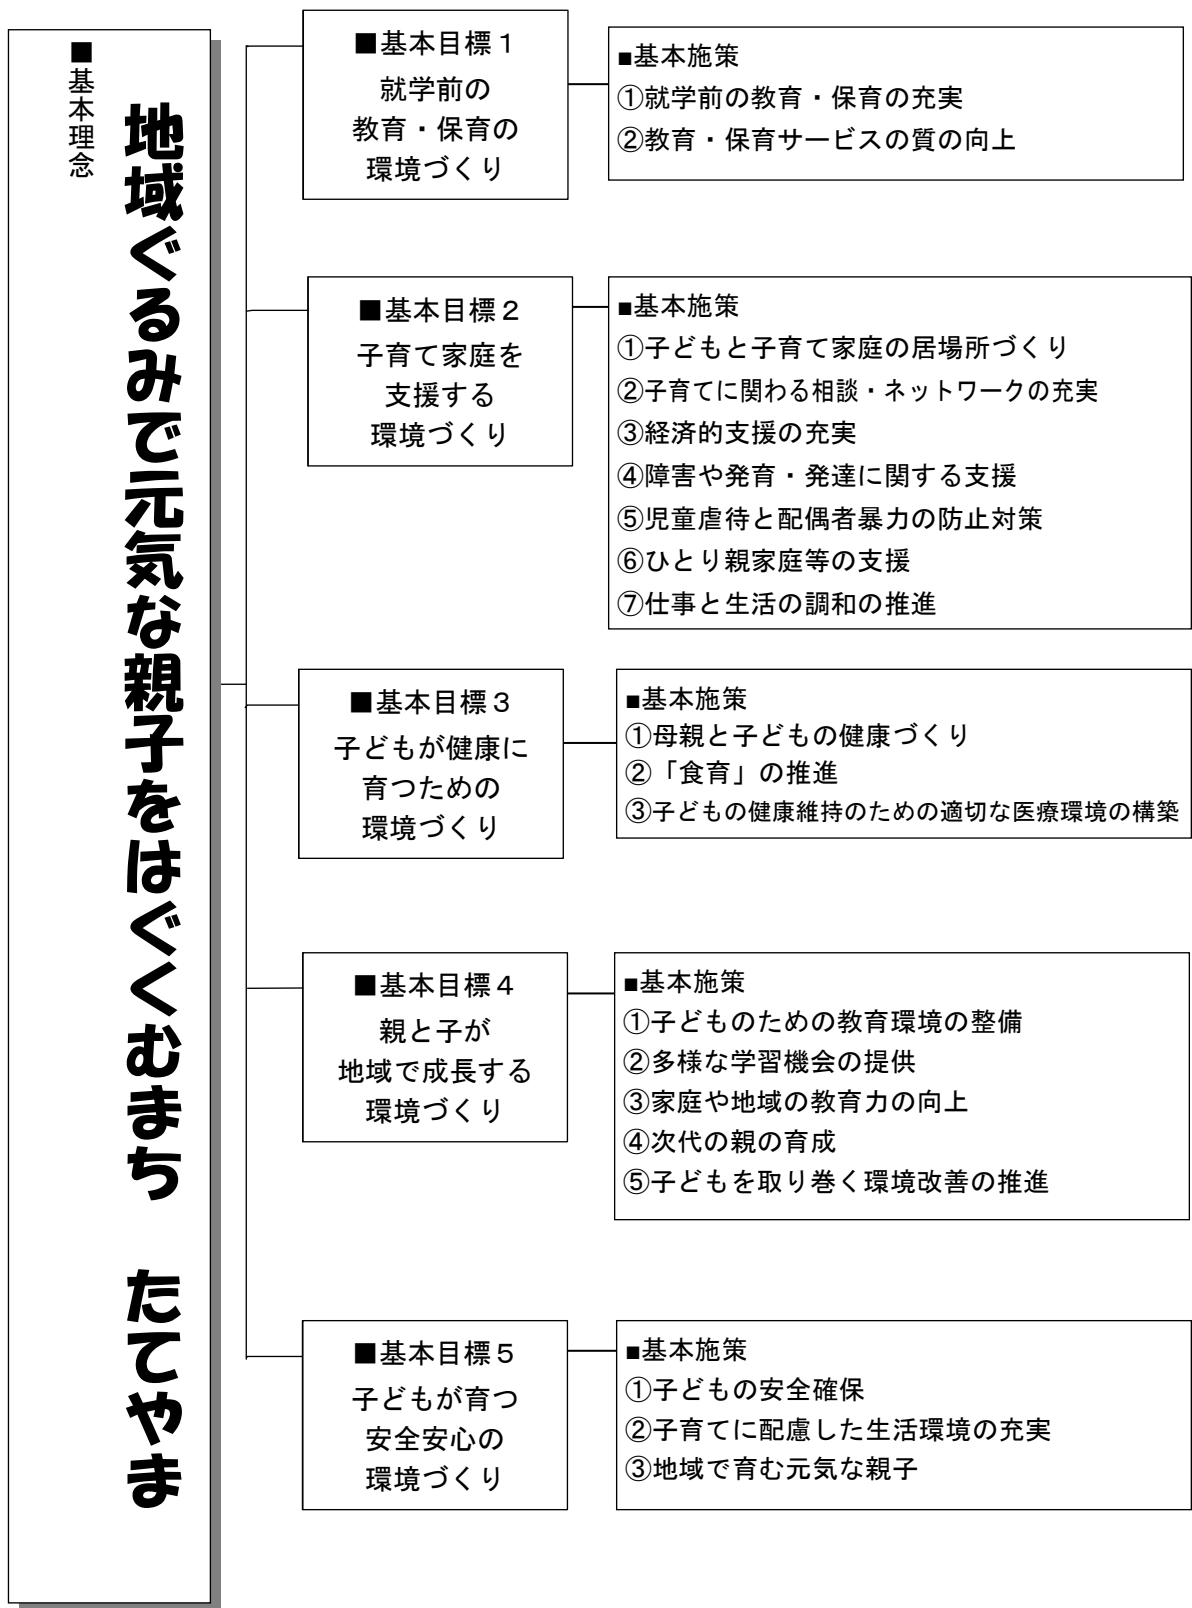 ■基本理念
地域ぐるみで元気な親子をはぐくむまち　たてやま
■基本目標１
就学前の
教育・保育の
環境づくり
■基本施策
①就学前の教育・保育の充実
②教育・保育サービスの質の向上
■基本目標２
子育て家庭を
支援する
環境づくり
■基本施策
①子どもと子育て家庭の居場所づくり
②子育てに関わる相談・ネットワークの充実
③経済的支援の充実
④障害や発育・発達に関する支援
⑤児童虐待と配偶者暴力の防止対策
⑥ひとり親家庭等の支援
⑦仕事と生活の調和の推進
■基本目標３
子どもが健康に
育つための
環境づくり
■基本施策
①母親と子どもの健康づくり
②「食育」の推進
③子どもの健康維持のための適切な医療環境の構築
■基本目標４
親と子が
地域で成長する
環境づくり
■基本施策
①子どものための教育環境の整備
②多様な学習機会の提供
③家庭や地域の教育力の向上
④次代の親の育成
⑤子どもを取り巻く環境改善の推進
■基本目標５
子どもが育つ
安全安心の
環境づくり
■基本施策
①子どもの安全確保
②子育てに配慮した生活環境の充実
③地域で育む元気な親子